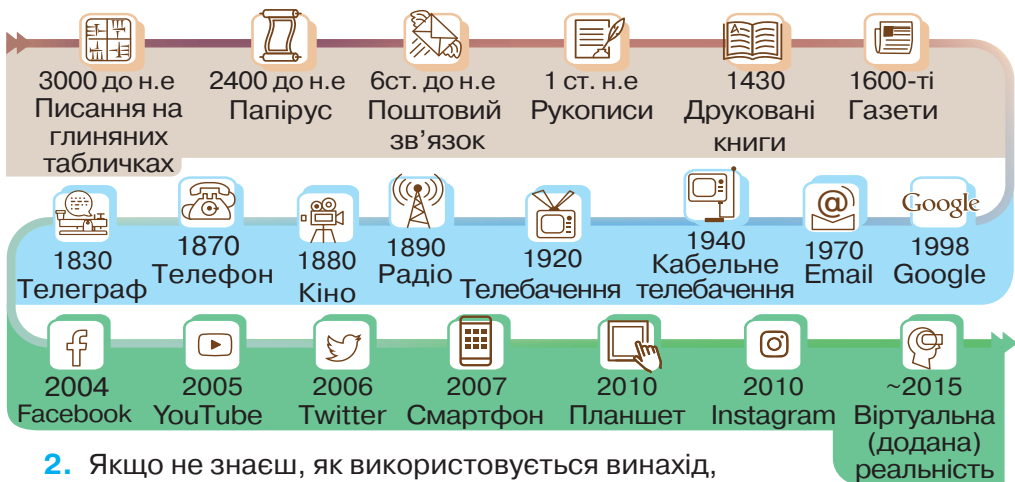 3000 до н.е
Писання на
глиняних
табличках
2400 до н.е
Папірус
6ст. до н.е
Поштовий
зв’язок
1 ст. н.е
Рукописи
1430
Друковані
книги
1600-ті
Газети
1830
Телеграф
1870
Телефон
1880
Кіно
1890
Радіо
1920
Телебачення
1940
Кабельне
телебачення
@
1970
Email
Google
1998
Google
2004
Facebook
2005
YouTube
2006
Twitter
2007
Смартфон
2010
Планшет
2010
Instagram
~2015
Віртуальна
(додана)
реальність
2. Якщо не знаєш, як використовується винахід,